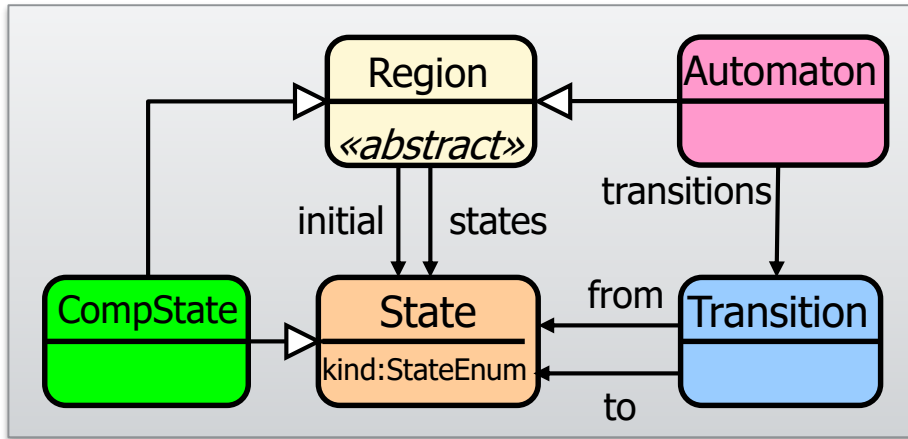 Region
Automaton
«abstract»
transitions
initial
states
CompState
State
from
Transition
kind:StateEnum
to